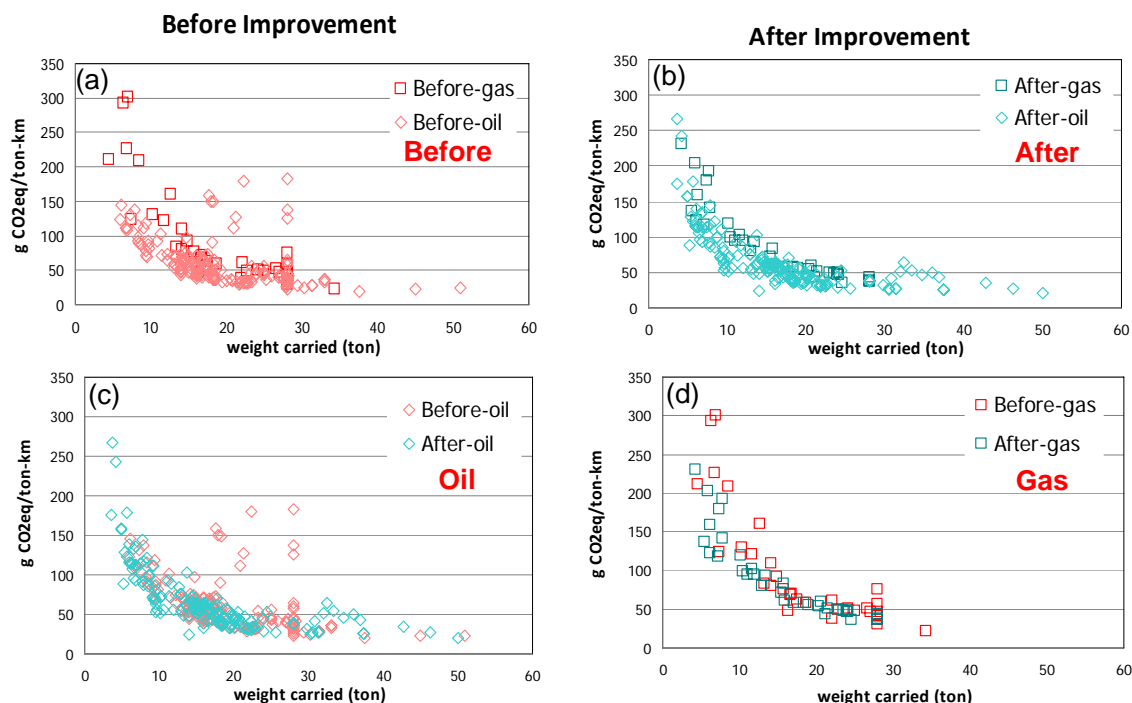 Before Improvement
After Improvement
(a)
350
300
250
200
150
100
50
0
g CO2eq/ton-km
Before-gas
Before-oil
Before
0 10 20 30 40 50 60
weight carried (ton)
(b)
350
300
250
200
150
100
50
0
g CO2eq/ton-km
After-gas
After-oil
After
0 10 20 30 40 50 60
weight carried (ton)
(c)
350
300
250
200
150
100
50
0
g CO2eq/ton-km
Before-oil
After-oil
Oil
0 10 20 30 40 50 60
weight carried (ton)
(d)
350
300
250
200
150
100
50
0
g CO2eq/ton-km
Before-gas
After-gas
Gas
0 10 20 30 40 50 60
weight carried (ton)